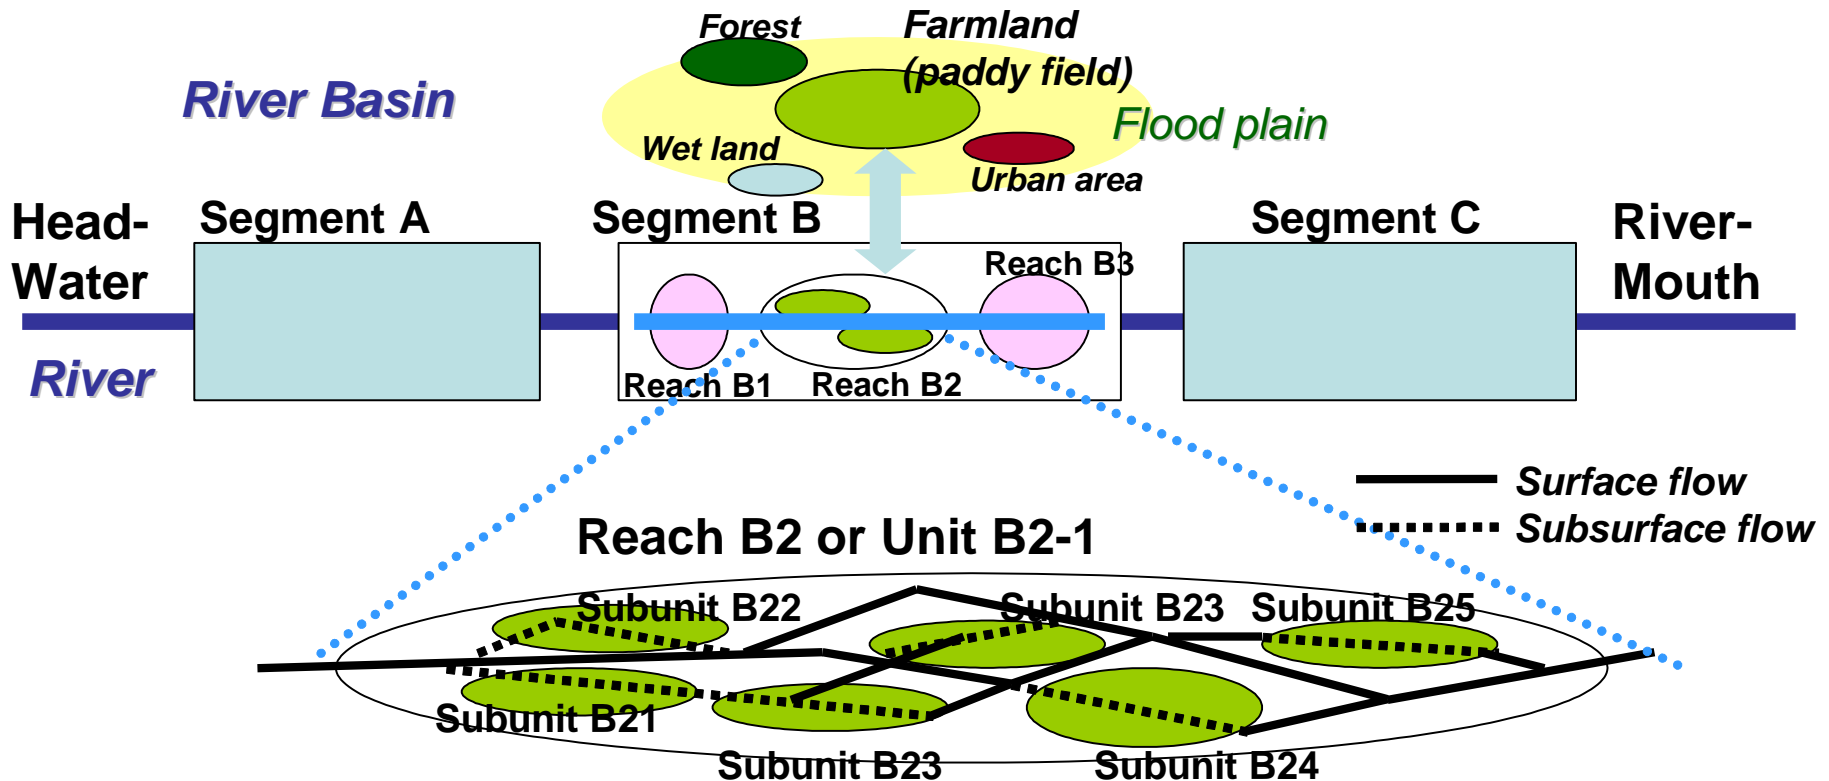 Forest
Farmland
(paddy field)
River Basin
Flood plain
Wet land
Urban area
Head-
Water
Segment A
Segment B
Segment C
River-
Mouth
Reach B3
River
Reach B1
Reach B2
Surface flow
Subsurface flow
Reach B2 or Unit B2-1
Subunit B22
Subunit B23
Subunit B25
Subunit B21
Subunit B23
Subunit B24